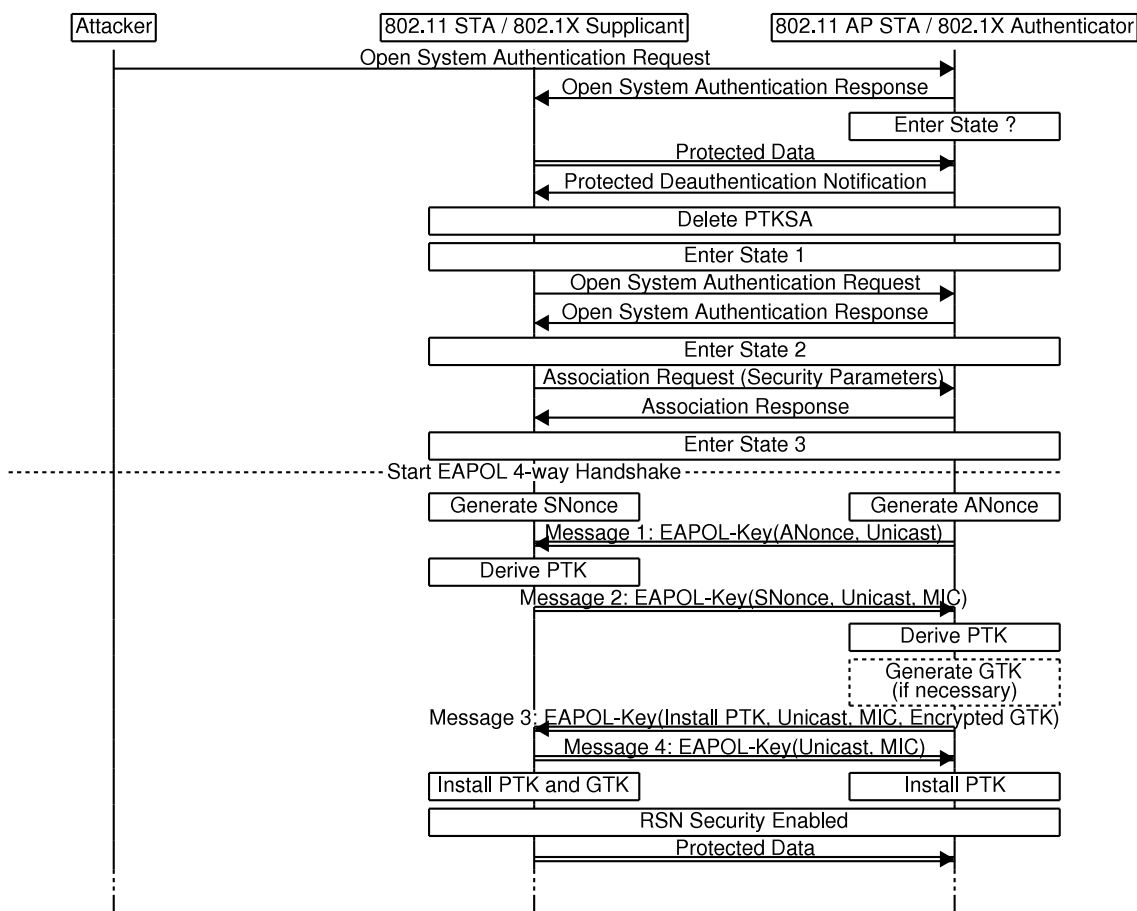 Attacker
802.11 STA / 802.1X Supplicant
802.11 AP STA / 802.1X Authenticator
Open System Authentication Request
Open System Authentication Response
Enter State ?
Protected Data
Protected Deauthentication Notification
Delete PTKSA
Enter State 1
Open System Authentication Request
Open System Authentication Response
Enter State 2
Association Request (Security Parameters)
Association Response
Enter State 3
Start EAPOL 4-way Handshake
Generate SNonce
Generate ANonce
Message 1: EAPOL-Key(ANonce, Unicast)
Derive PTK
Message 2: EAPOL-Key(SNonce, Unicast, MIC)
Derive PTK
Generate GTK
(if necessary)
Message 3: EAPOL-Key(Install PTK, Unicast, MIC, Encrypted GTK)
Message 4: EAPOL-Key(Unicast, MIC)
Install PTK and GTK
Install PTK
RSN Security Enabled
Protected Data